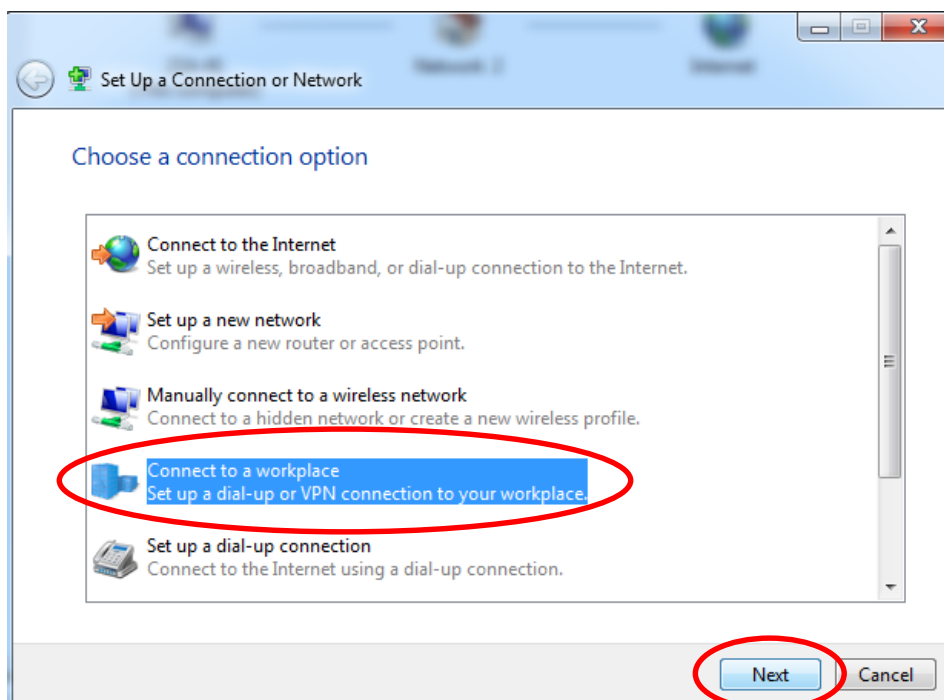 Set Up a Connection or Network
Choose a connection option
Connect to the Internet
Set up a wireless, broadband, or dial-up connection to the Internet.
Set up a new network
Configure a new router or access point.
Manually connect to a wireless network
Connect to a hidden network or create a new wireless profile.
Connect to a workplace
Set up a dial-up or VPN connection to your workplace.
Set up a dial-up connection
Connect to the Internet using a dial-up connection.
Next
Cancel